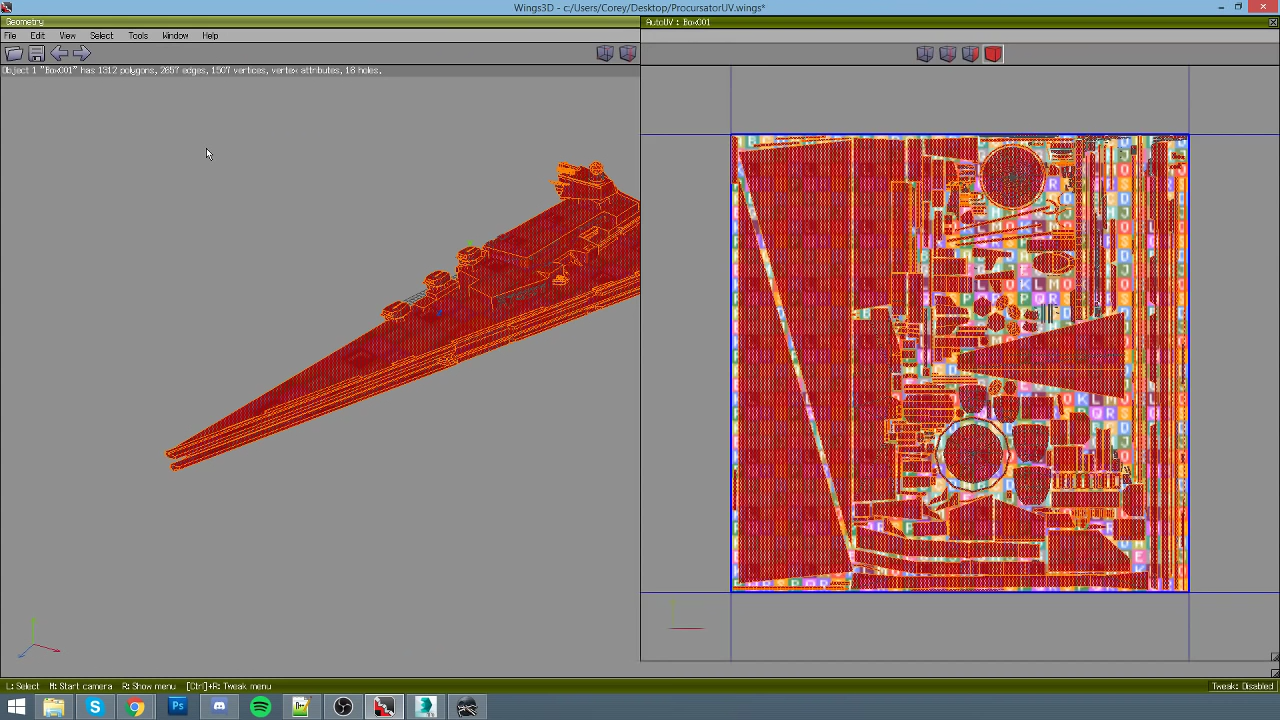 Wings3D - c:/Users/Corey/Desktop/ProcursatorUV.wings*
Geometry
AutoUV: Box001
File Edit View Select Tools Window Help
Object 1 "Box001" has 1312 polygons, 2857 edges, 1507 vertices, vertex attributes, 18 holes.
L: Select M: Start camera R: Show menu [Ctrl]+R: Tweak menu
Tweak: Disabled
Ps